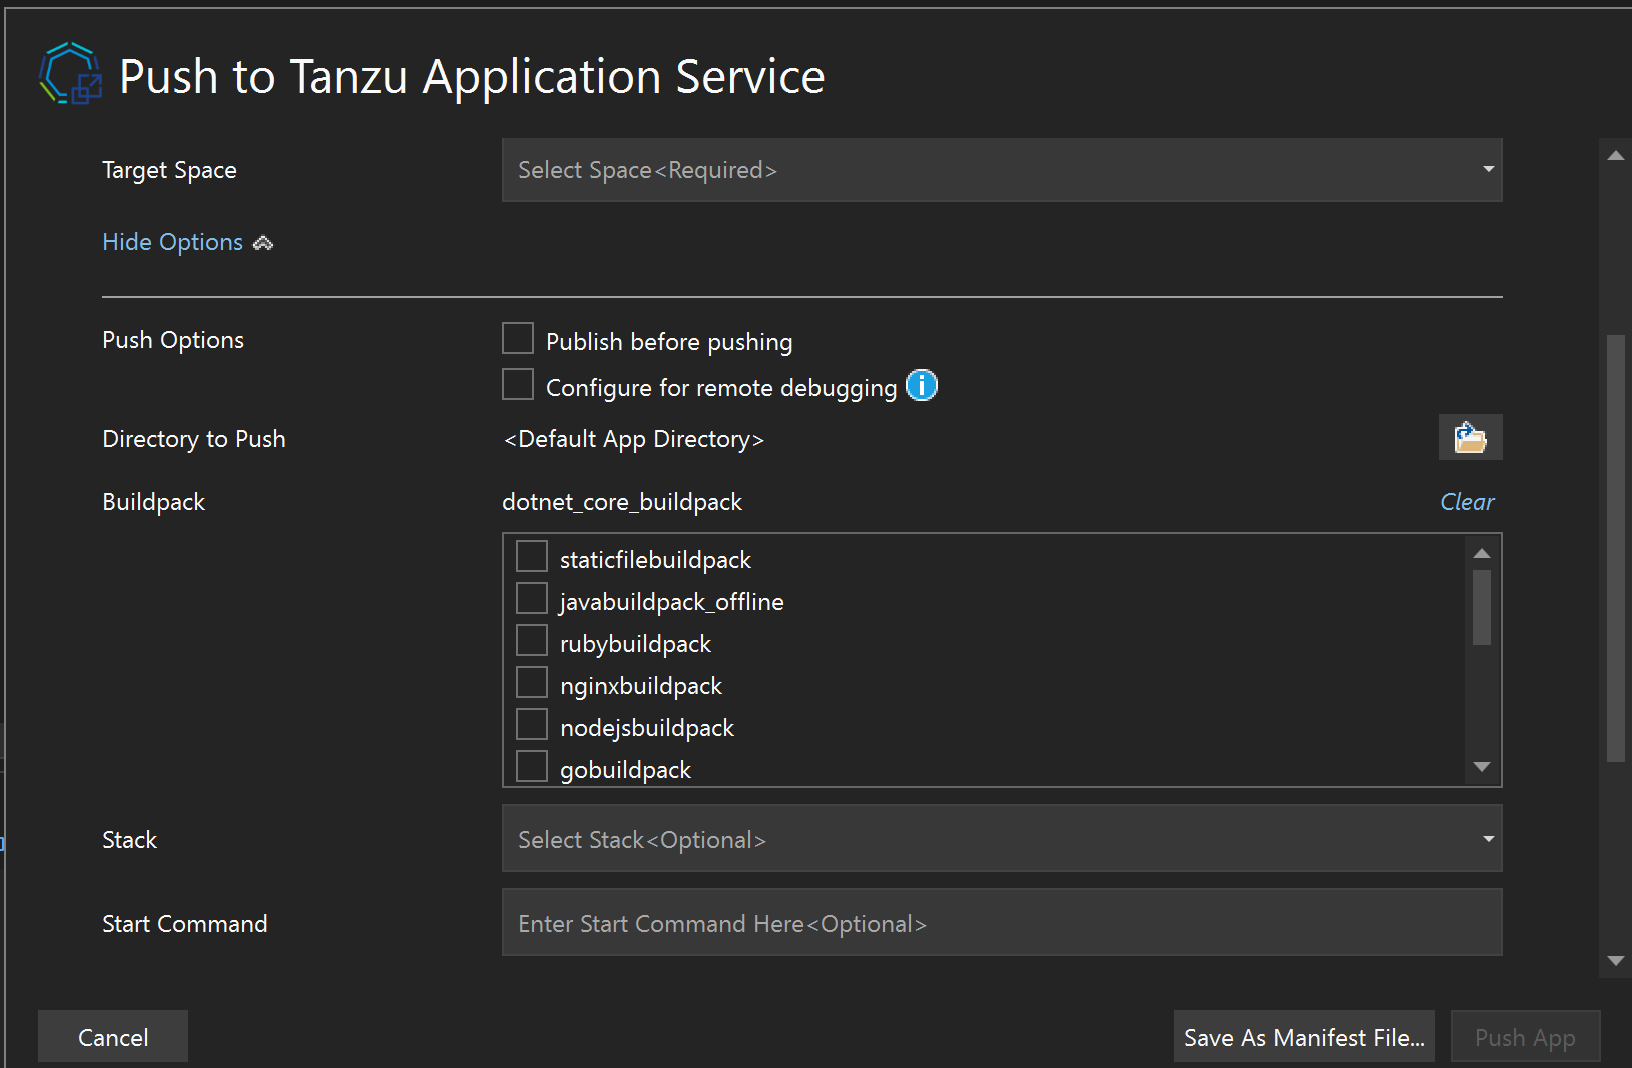 Push to Tanzu Application Service
Target Space
Select Space<Required>
Hide Options
Push Options
Publish before pushing
Configure for remote debugging
Directory to Push
<Default App Directory>
Buildpack
dotnet_core_buildpack
Clear
staticfilebuildpack
javabuildpack_offline
rubybuildpack
nginxbuildpack
nodejsbuildpack
gobuildpack
Stack
Select Stack<Optional>
Start Command
Enter Start Command Here<Optional>
Cancel
Save As Manifest File...
Push App